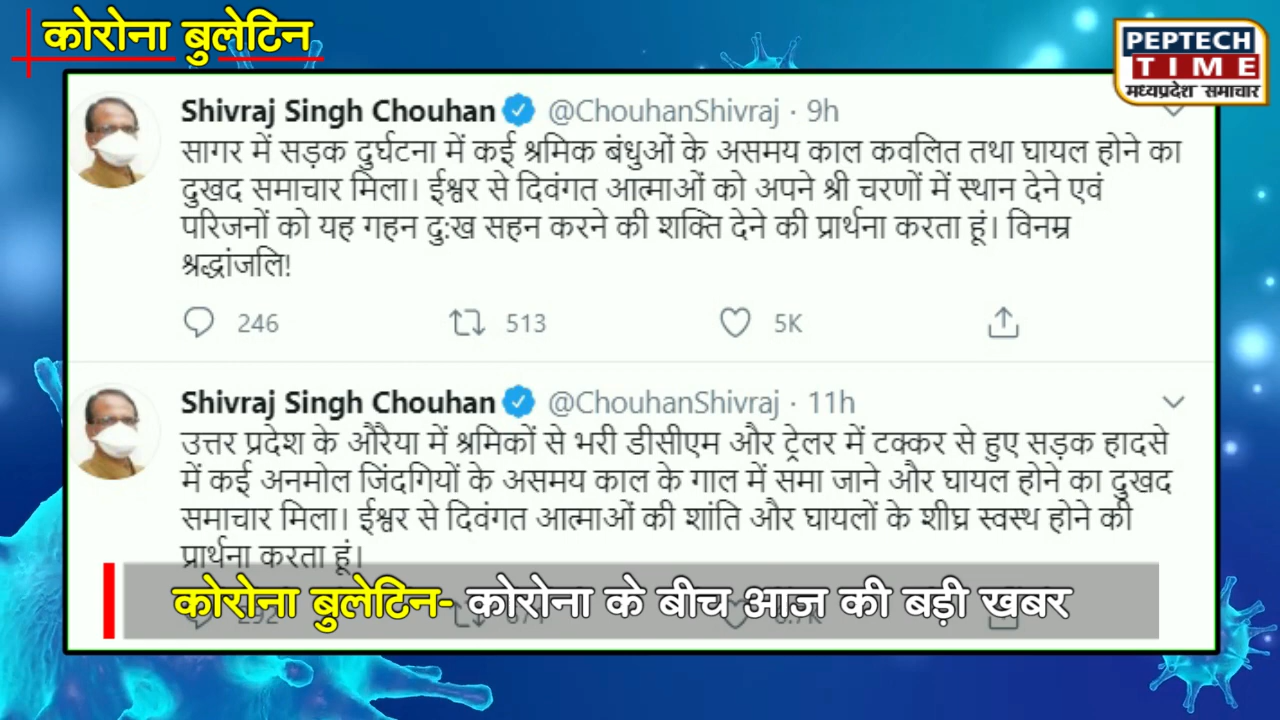 कोरोना बुलेटिन
PEPTECH
TIME
मध्यप्रदेश समाचार
Shivraj Singh Chouhan @ChouhanShivraj · 9h
सागर में सड़क दुर्घटना में कई श्रमिक बंधुओं के असमय काल कवलित तथा घायल होने का
दुखद समाचार मिला। ईश्वर से दिवंगत आत्माओं को अपने श्री चरणों में स्थान देने एवं
परिजनों को यह गहन दु:ख सहन करने की शक्ति देने की प्रार्थना करता हूं। विनम्र
श्रद्धांजलि!
246 513 5K
Shivraj Singh Chouhan @ChouhanShivraj · 11h
उत्तर प्रदेश के औरैया में श्रमिकों से भरी डीसीएम और ट्रेलर में टक्कर से हुए सड़क हादसे
में कई अनमोल जिंदगियों के असमय काल के गाल में समा जाने और घायल होने का दुखद
समाचार मिला। ईश्वर से दिवंगत आत्माओं की शांति और घायलों के शीघ्र स्वस्थ होने की
प्रार्थना करता हूं।
कोरोना बुलेटिन- कोरोना के बीच आज की बड़ी खबर